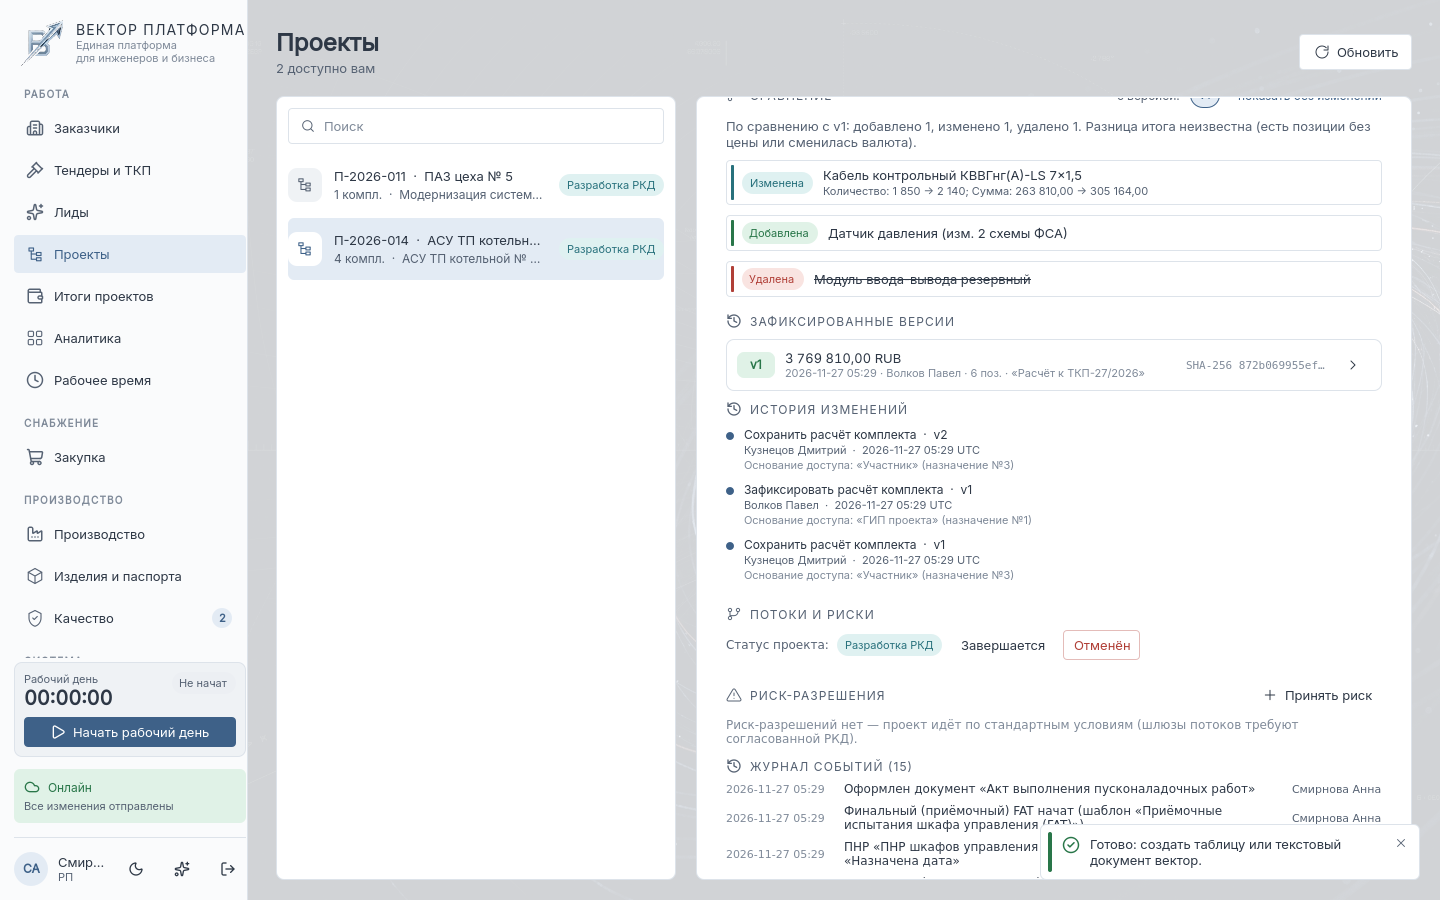 ВЕКТОР ПЛАТФОРМА
Единая платформа
для инженеров и бизнеса
РАБОТА
Заказчики
Тендеры и ТКП
Лиды
Проекты
Итоги проектов
Аналитика
Рабочее время
СНАБЖЕНИЕ
Закупка
ПРОИЗВОДСТВО
Производство
Изделия и паспорта
Качество
2
Рабочий день
00:00:00
Не начат
Начать рабочий день
Онлайн
Все изменения отправлены
СА
Смир...
РП
Проекты
2 доступно вам
Обновить
Поиск
П-2026-011 · ПАЗ цеха № 5
1 компл. · Модернизация систем...
Разработка РКД
П-2026-014 · АСУ ТП котельн...
4 компл. · АСУ ТП котельной № ...
Разработка РКД
По сравнению с v1: добавлено 1, изменено 1, удалено 1. Разница итога неизвестна (есть позиции без
цены или сменилась валюта).
Изменена
Кабель контрольный КВВГнг(А)-LS 7×1,5
Количество: 1 850 → 2 140; Сумма: 263 810,00 → 305 164,00
Добавлена
Датчик давления (изм. 2 схемы ФСА)
Удалена
Модуль ввода-вывода резервный
ЗАФИКСИРОВАННЫЕ ВЕРСИИ
v1
3 769 810,00 RUB
2026-11-27 05:29 · Волков Павел · 6 поз. · «Расчёт к ТКП-27/2026»
SHA-256 872b069955ef…
ИСТОРИЯ ИЗМЕНЕНИЙ
Сохранить расчёт комплекта · v2
Кузнецов Дмитрий · 2026-11-27 05:29 UTC
Основание доступа: «Участник» (назначение №3)
Зафиксировать расчёт комплекта · v1
Волков Павел · 2026-11-27 05:29 UTC
Основание доступа: «ГИП проекта» (назначение №1)
Сохранить расчёт комплекта · v1
Кузнецов Дмитрий · 2026-11-27 05:29 UTC
Основание доступа: «Участник» (назначение №3)
ПОТОКИ И РИСКИ
Статус проекта:
Разработка РКД
Завершается
Отменён
РИСК-РАЗРЕШЕНИЯ
Принять риск
Риск-разрешений нет — проект идёт по стандартным условиям (шлюзы потоков требуют
согласованной РКД).
ЖУРНАЛ СОБЫТИЙ (15)
2026-11-27 05:29
Оформлен документ «Акт выполнения пусконаладочных работ»
Смирнова Анна
2026-11-27 05:29
Финальный (приёмочный) FAT начат (шаблон «Приёмочные
испытания шкафа управления (FAT)»)
Смирнова Анна
2026-11-27 05:29
ПНР «ПНР шкафов управления
«Назначена дата»
Готово: создать таблицу или текстовый
документ вектор.